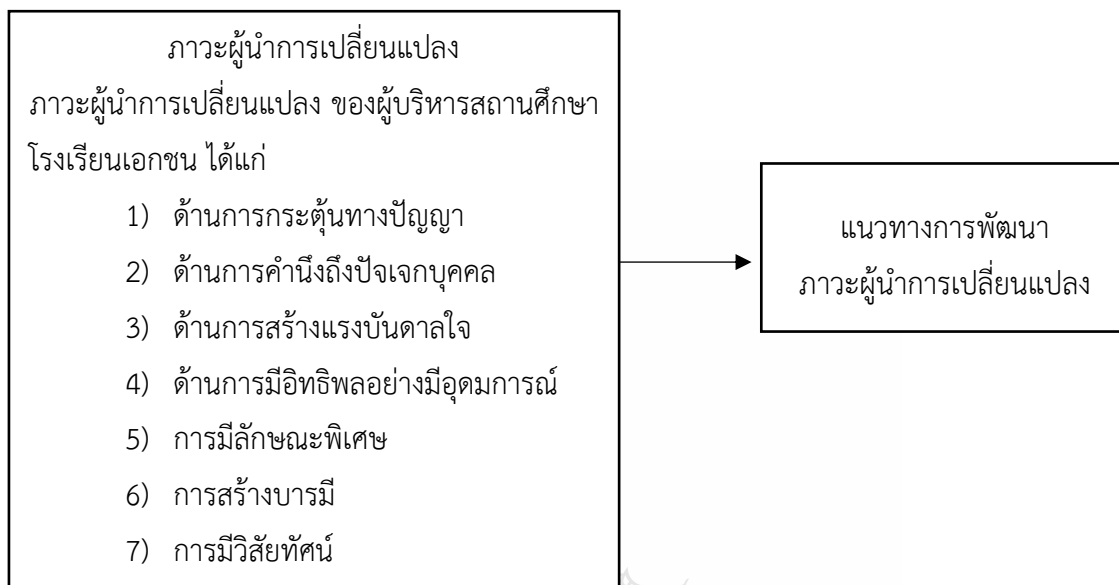 ภาวะผู้นำการเปลี่ยนแปลง
ภาวะผู้นำการเปลี่ยนแปลง ของผู้บริหารสถานศึกษา
โรงเรียนเอกชน ได้แก่
1) ด้านการกระตุ้นทางปัญญา
2) ด้านการคำนึงถึงปัจเจกบุคคล
3) ด้านการสร้างแรงบันดาลใจ
4) ด้านการมีอิทธิพลอย่างมีอุดมการณ์
5) การมีลักษณะพิเศษ
6) การสร้างบารมี
7) การมีวิสัยทัศน์
แนวทางการพัฒนา
ภาวะผู้นำการเปลี่ยนแปลง